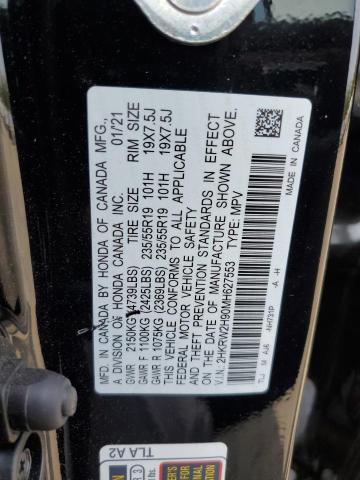 MFD. IN CANADA BY HONDA OF CANADA MFG.,
A DIVISION OF HONDA CANADA INC. 01/21
TIRE SIZE RIM SIZE
GVWR 2150KG (4739LBS)
GAWR F 1100KG (2425LBS) 235/55R19 101H 19X7.5J
GAWR R 1075KG (2369LBS) 235/55R19 101H 19X7.5J
THIS VEHICLE CONFORMS TO ALL APPLICABLE
FEDERAL MOTOR VEHICLE SAFETY
AND THEFT PREVENTION STANDARDS IN EFFECT
ON THE DATE OF MANUFACTURE SHOWN ABOVE.
V.I.N.: 2HKRW2H90MH627553 TYPE: MPV
MADE IN CANADA
TLA A2